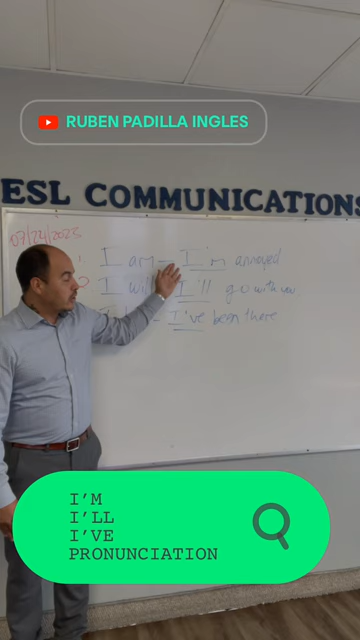 RUBEN PADILLA INGLES
ESL COMMUNICATIONS
07/24/2023
I am - I'm annoyed
I will I'll go with you
- I've been there
I'M
I'LL
I'VE
PRONUNCIATION